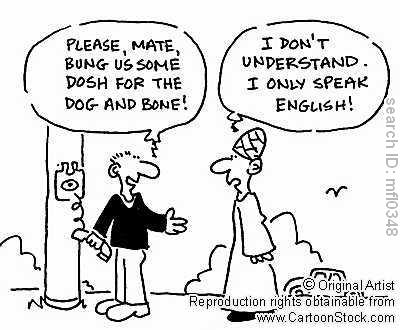 PLEASE, MATE,
BUNG US SOME
DOSH FOR THE
DOG AND BONE!
I DON'T
UNDERSTAND.
I ONLY SPEAK
ENGLISH!
search ID: mfl0348
© Original Artist
Reproduction rights obtainable from
www.CartoonStock.com